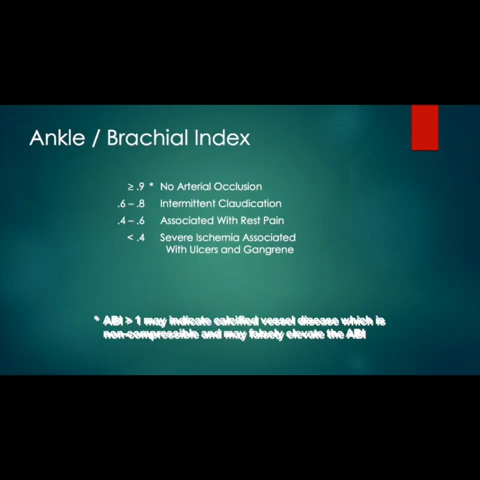 Ankle / Brachial Index
≥ .9 * No Arterial Occlusion
.6 – .8 Intermittent Claudication
.4 – .6 Associated With Rest Pain
< .4 Severe Ischemia Associated
With Ulcers and Gangrene
* ABI > 1 may indicate calcified vessel disease which is
non-compressible and may falsely elevate the ABI